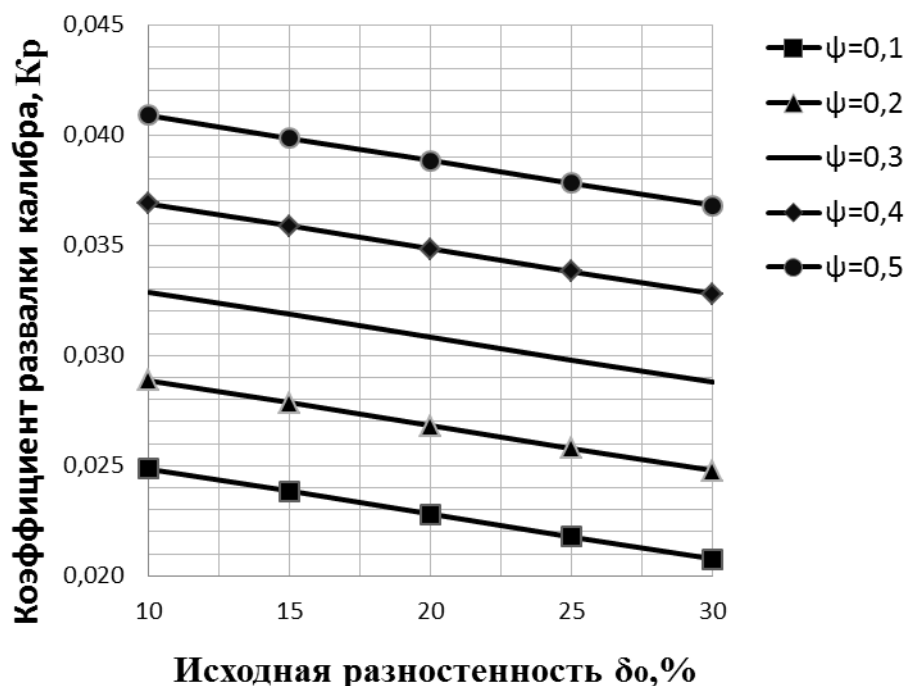 Коэффициент развалки калибра, Кр
0,045
0,040
0,035
0,030
0,025
0,020
10 15 20 25 30
Исходная разностенность δ0,%
ψ=0,1
ψ=0,2
ψ=0,3
ψ=0,4
ψ=0,5